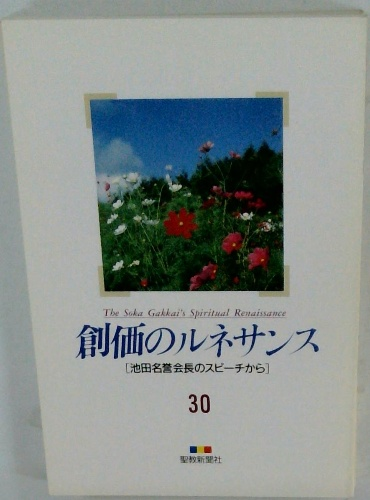 The Soka Gakkai's Spiritual Renaissance
創価のルネサンス
[池田名誉会長のスピーチから]
30
聖教新聞社